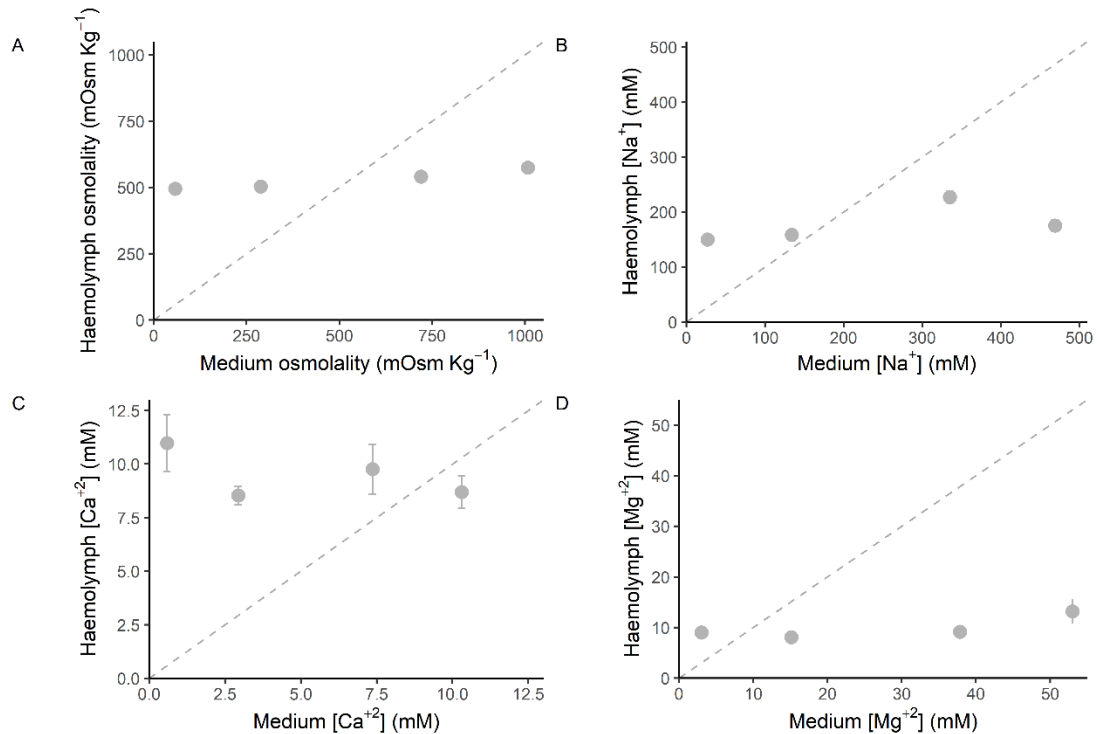 A
Haemolymph osmolality (mOsm Kg⁻¹)
1000
750
500
250
0
0 250 500 750 1000
Medium osmolality (mOsm Kg⁻¹)
B
Haemolymph [Na⁺] (mM)
500
400
300
200
100
0
0 100 200 300 400 500
Medium [Na⁺] (mM)
C
Haemolymph [Ca⁺²] (mM)
12.5
10.0
7.5
5.0
2.5
0.0
0.0 2.5 5.0 7.5 10.0 12.5
Medium [Ca⁺²] (mM)
D
Haemolymph [Mg⁺²] (mM)
50
40
30
20
10
0
0 10 20 30 40 50
Medium [Mg⁺²] (mM)